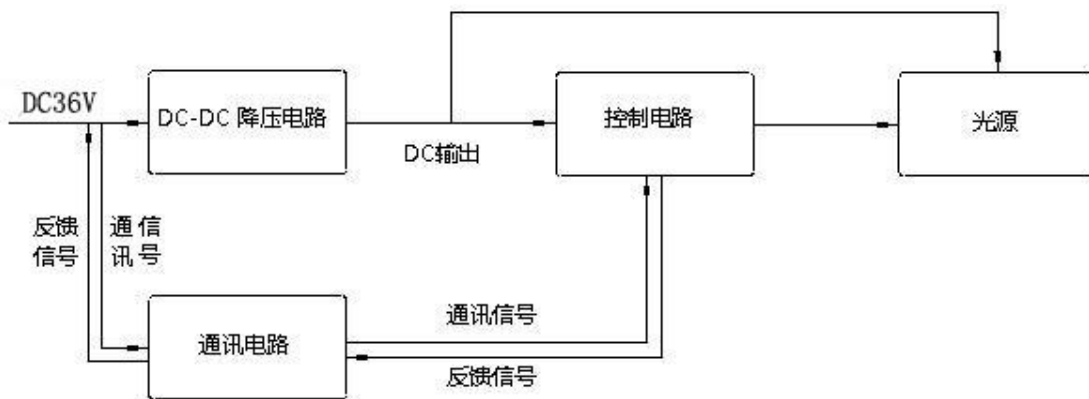 DC36V
DC-DC 降压电路
DC输出
控制电路
光源
反馈
信号
通信
讯号
通讯电路
通讯信号
反馈信号